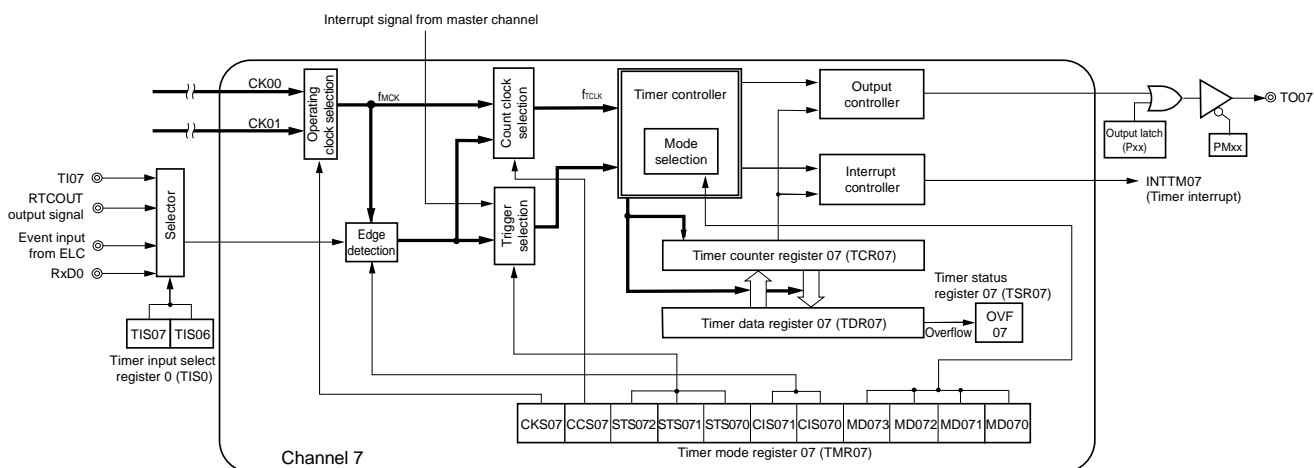 Interrupt signal from master channel
CK00
CK01
Operating
clock selection
fMCK
Count clock
selection
fTCLK
Timer controller
Mode
selection
Output
controller
Interrupt
controller
Output latch
(Pxx)
PMxx
TO07
INTTM07
(Timer interrupt)
TI07
RTCOUT
output signal
Event input
from ELC
RxD0
Selector
Edge
detection
Trigger
selection
Timer counter register 07 (TCR07)
Timer status
register 07 (TSR07)
Timer data register 07 (TDR07)
Overflow
OVF
07
TIS07 TIS06
Timer input select
register 0 (TIS0)
CKS07 CCS07 STS072 STS071 STS070 CIS071 CIS070 MD073 MD072 MD071 MD070
Timer mode register 07 (TMR07)
Channel 7